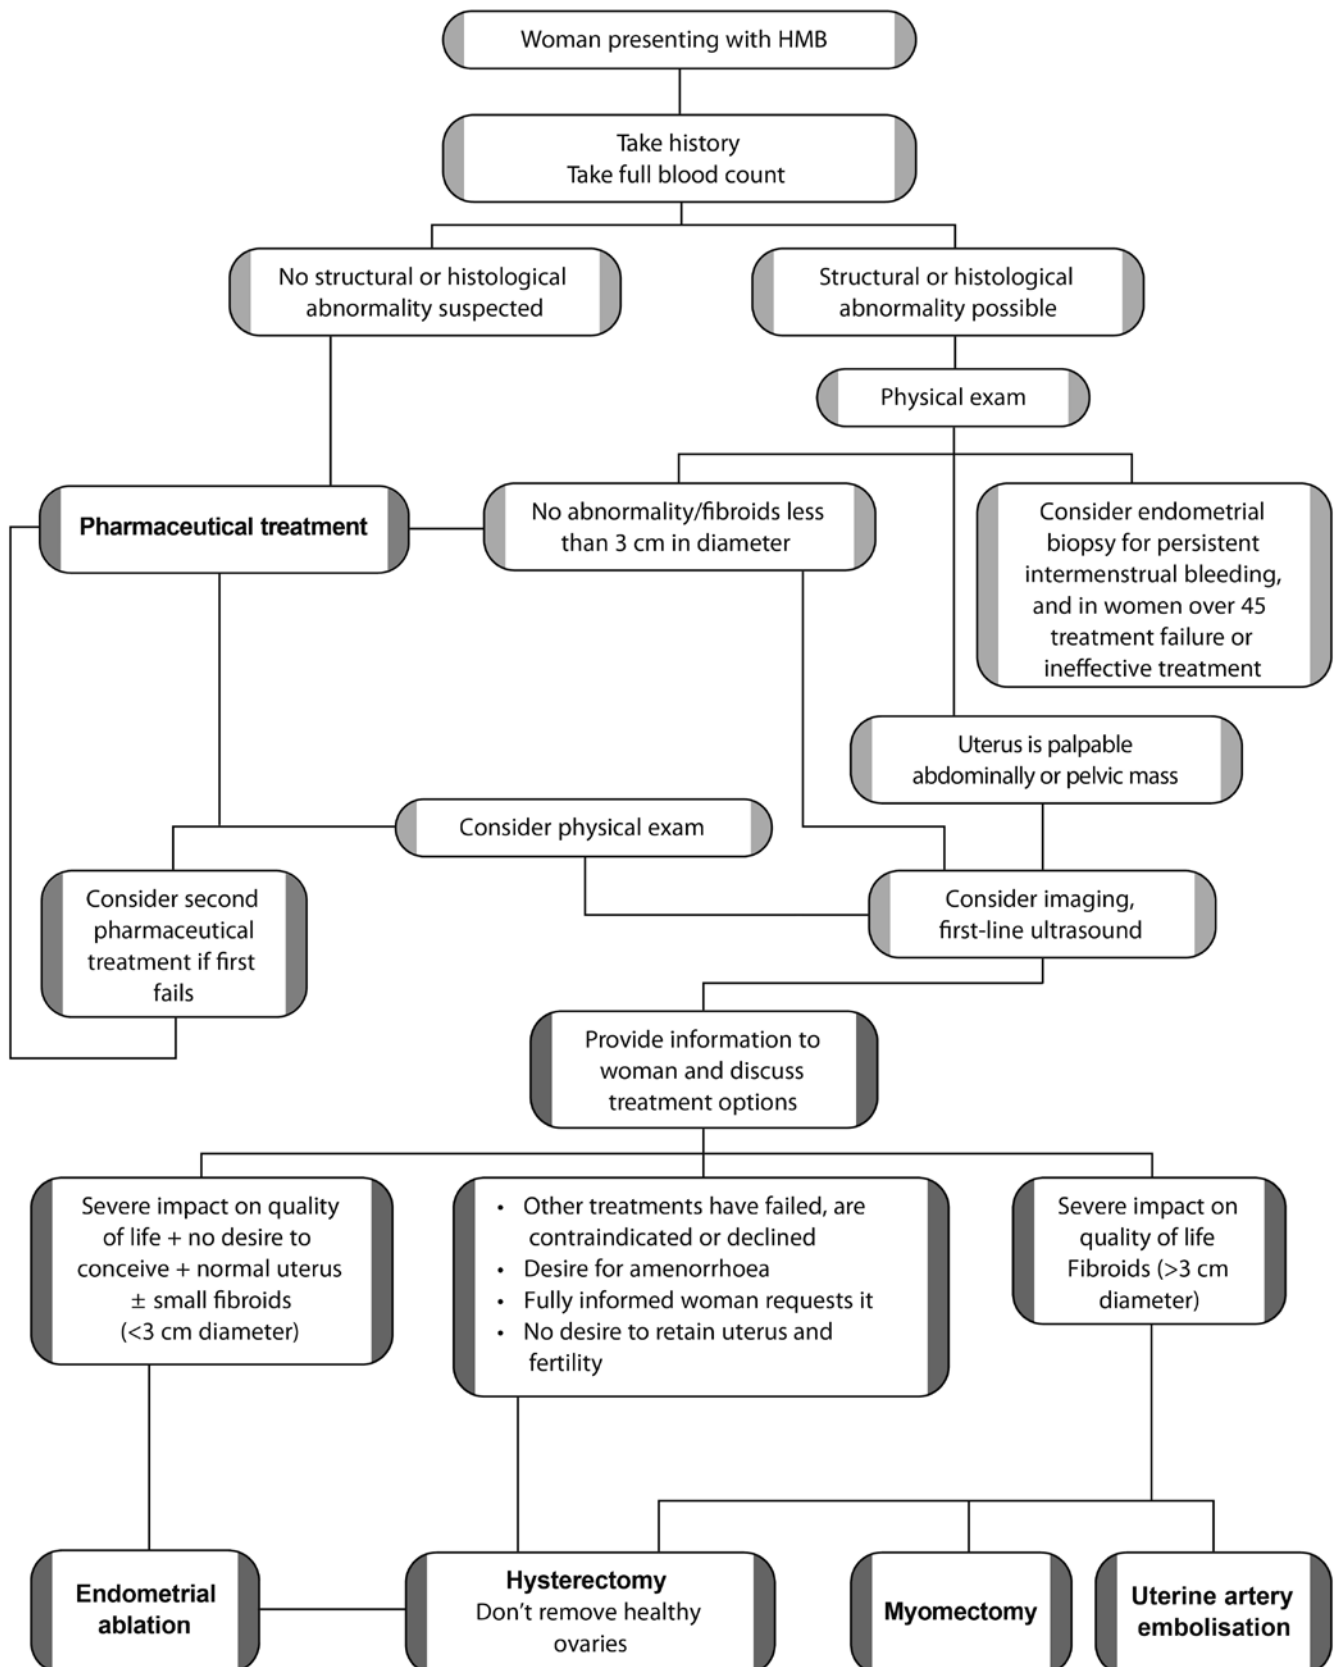 Woman presenting with HMB
Take history
Take full blood count
No structural or histological
abnormality suspected
Structural or histological
abnormality possible
Physical exam
Pharmaceutical treatment
No abnormality/fibroids less
than 3 cm in diameter
Consider endometrial
biopsy for persistent
intermenstrual bleeding,
and in women over 45
treatment failure or
ineffective treatment
Uterus is palpable
abdominally or pelvic mass
Consider physical exam
Consider second
pharmaceutical
treatment if first
fails
Consider imaging,
first-line ultrasound
Provide information to
woman and discuss
treatment options
Severe impact on quality
of life + no desire to
conceive + normal uterus
± small fibroids
(<3 cm diameter)
• Other treatments have failed, are
contraindicated or declined
• Desire for amenorrhoea
• Fully informed woman requests it
• No desire to retain uterus and
fertility
Severe impact on
quality of life
Fibroids (>3 cm
diameter)
Endometrial
ablation
Hysterectomy
Don’t remove healthy
ovaries
Myomectomy
Uterine artery
embolisation